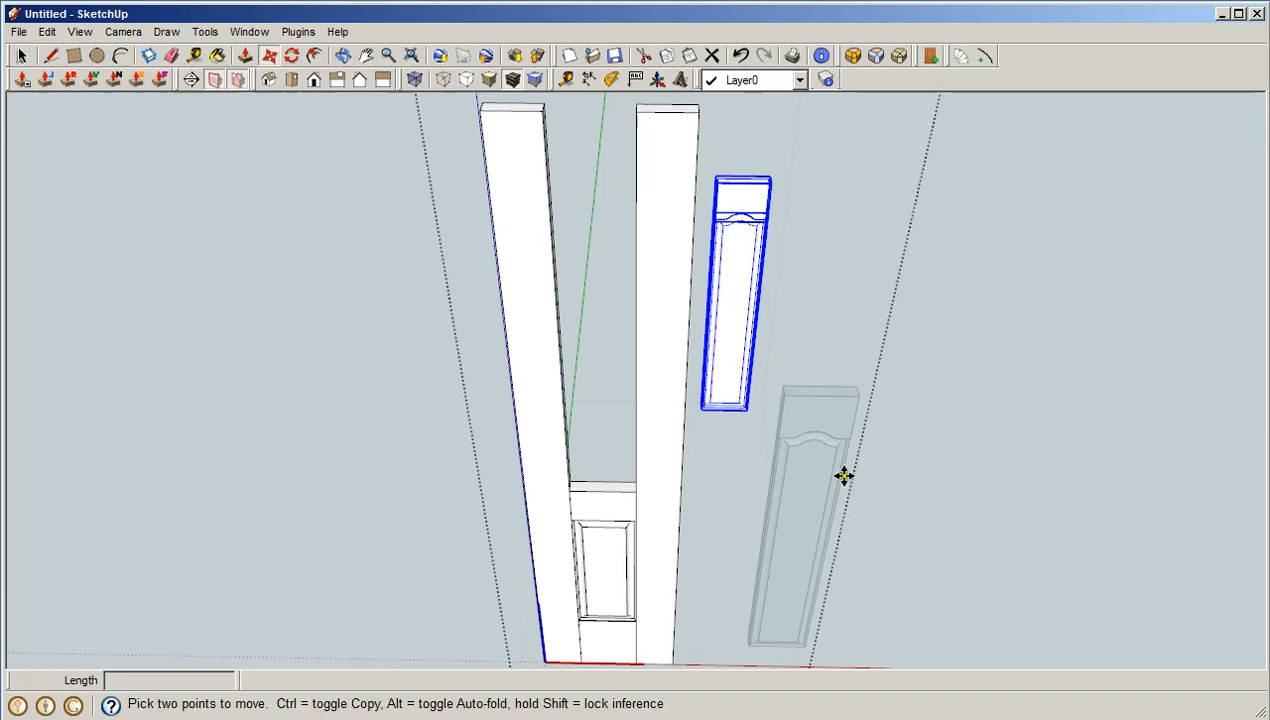 Untitled - SketchUp
File Edit View Camera Draw Tools Window Plugins Help
Layer0
Length
Pick two points to move. Ctrl = toggle Copy, Alt = toggle Auto-fold, hold Shift = lock inference